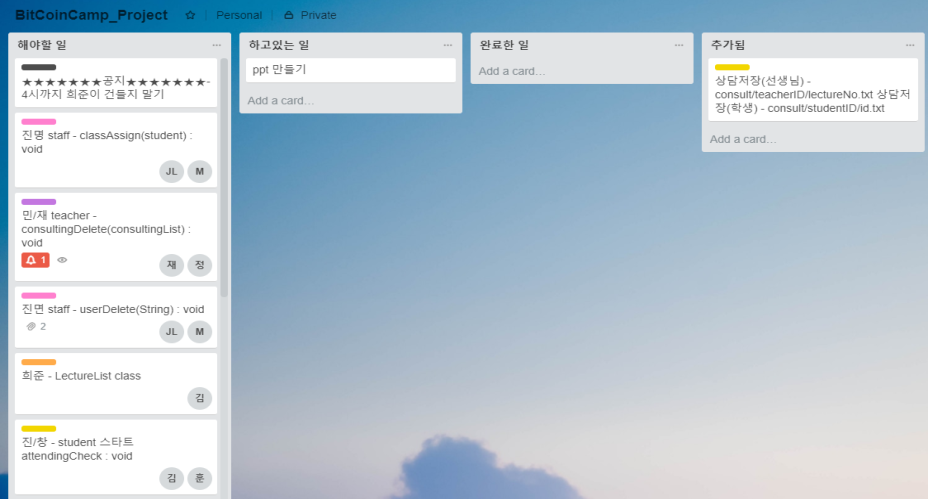 BitCoinCamp_Project
Personal
Private
해야할 일
★★★★★★★공지★★★★★★★-
4시까지 희준이 건들지 말기
진명 staff - classAssign(student) :
void
JL
M
민/재 teacher -
consultingDelete(consultingList) :
void
1
재
정
진면 staff - userDelete(String) : void
2
JL
M
희준 - LectureList class
김
진/창 - student 스타트
attendingCheck : void
김
훈
하고있는 일
ppt 만들기
Add a card…
완료한 일
Add a card…
추가됨
상담저장(선생님) -
consult/teacherID/lectureNo.txt 상담저
장(학생) - consult/studentID/id.txt
Add a card…